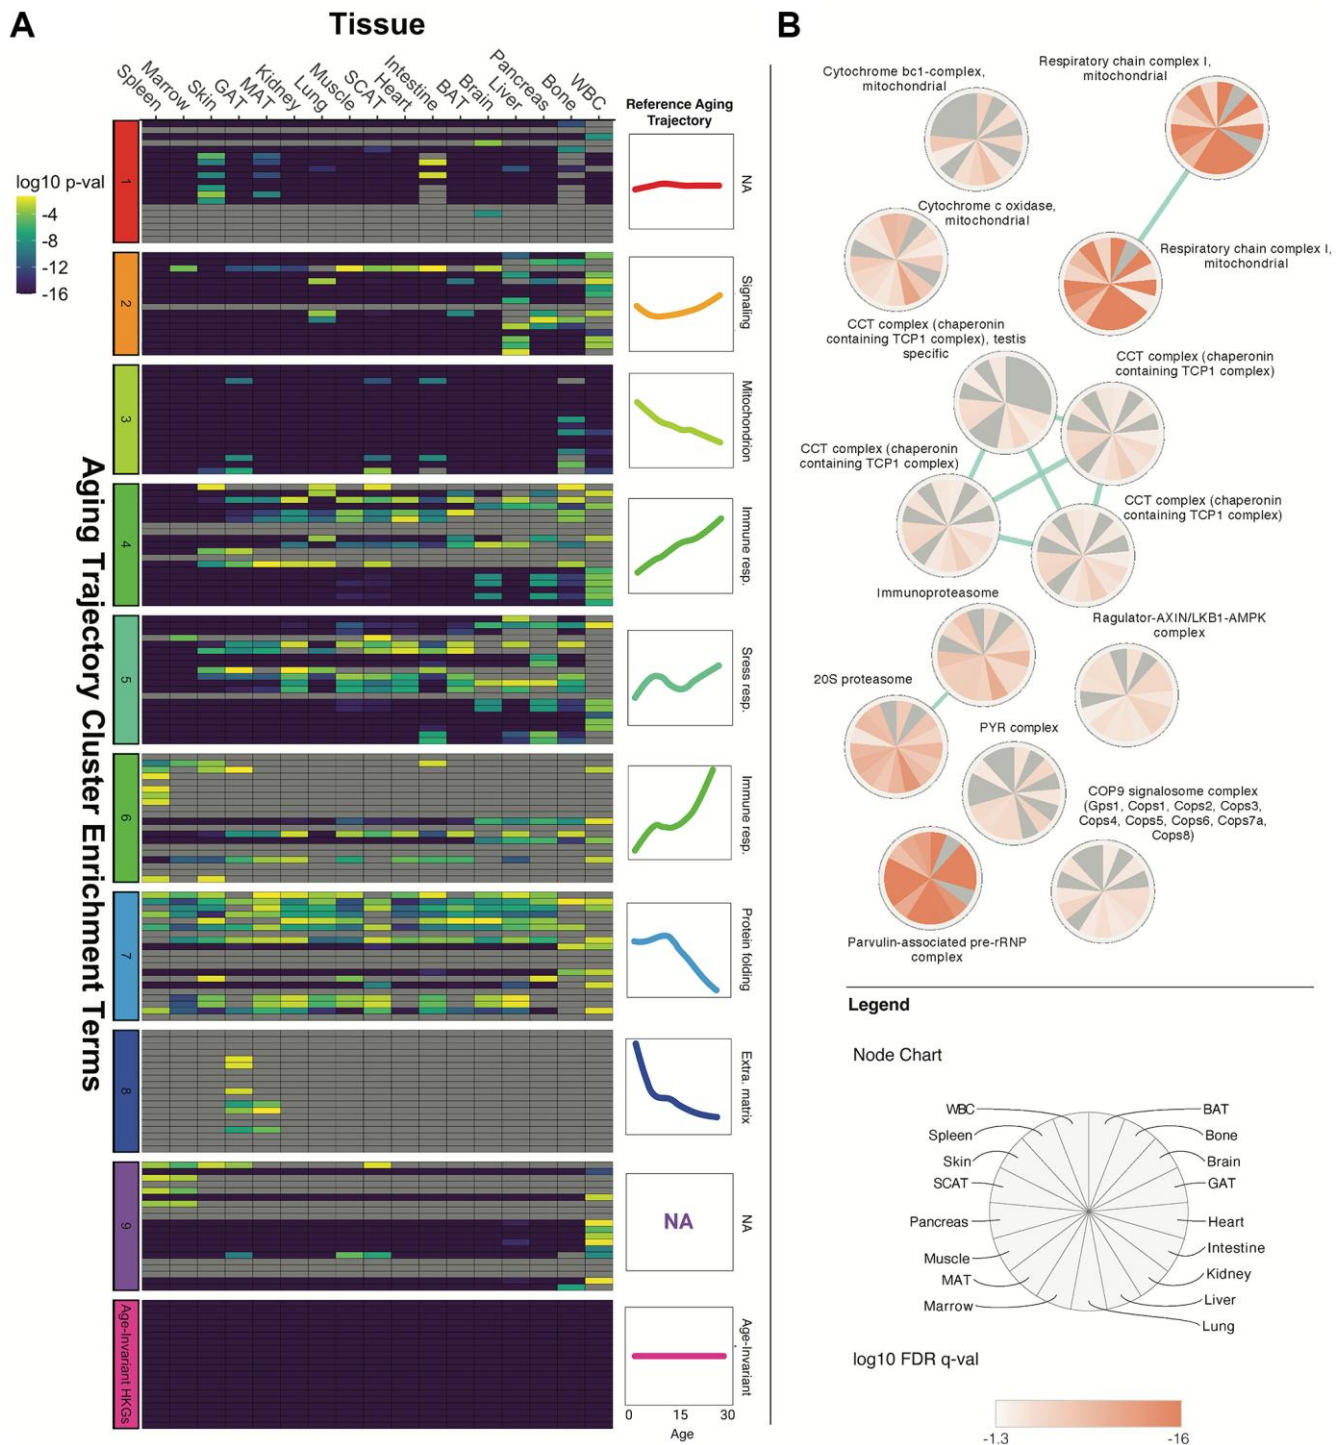 A
Tissue
Spleen
Marrow
Skin
GAT
MAT
Kidney
Lung
Muscle
SCAT
Heart
Intestine
BAT
Brain
Liver
Pancreas
Bone
WBC
Reference Aging
Trajectory
log10 p-val
-4
-8
-12
-16
Aging Trajectory Cluster Enrichment Terms
1
NA
2
Signaling
3
Mitochondrion
4
Immune resp.
5
Sress resp.
6
Immune resp.
7
Protein folding
8
Extra. matrix
9
NA
NA
Age-Invariant HKGs
Age-Invariant
0 15 30
Age
B
Cytochrome bc1-complex,
mitochondrial
Respiratory chain complex I,
mitochondrial
Cytochrome c oxidase,
mitochondrial
Respiratory chain complex I,
mitochondrial
CCT complex (chaperonin
containing TCP1 complex), testis
specific
CCT complex (chaperonin
containing TCP1 complex)
CCT complex (chaperonin
containing TCP1 complex)
CCT complex (chaperonin
containing TCP1 complex)
Immunoproteasome
Ragulator-AXIN/LKB1-AMPK
complex
20S proteasome
PYR complex
COP9 signalosome complex
(Gps1, Cops1, Cops2, Cops3,
Cops4, Cops5, Cops6, Cops7a,
Cops8)
Parvulin-associated pre-rRNP
complex
Legend
Node Chart
WBC
Spleen
Skin
SCAT
Pancreas
Muscle
MAT
Marrow
BAT
Bone
Brain
GAT
Heart
Intestine
Kidney
Liver
Lung
log10 FDR q-val
-1.3 -16